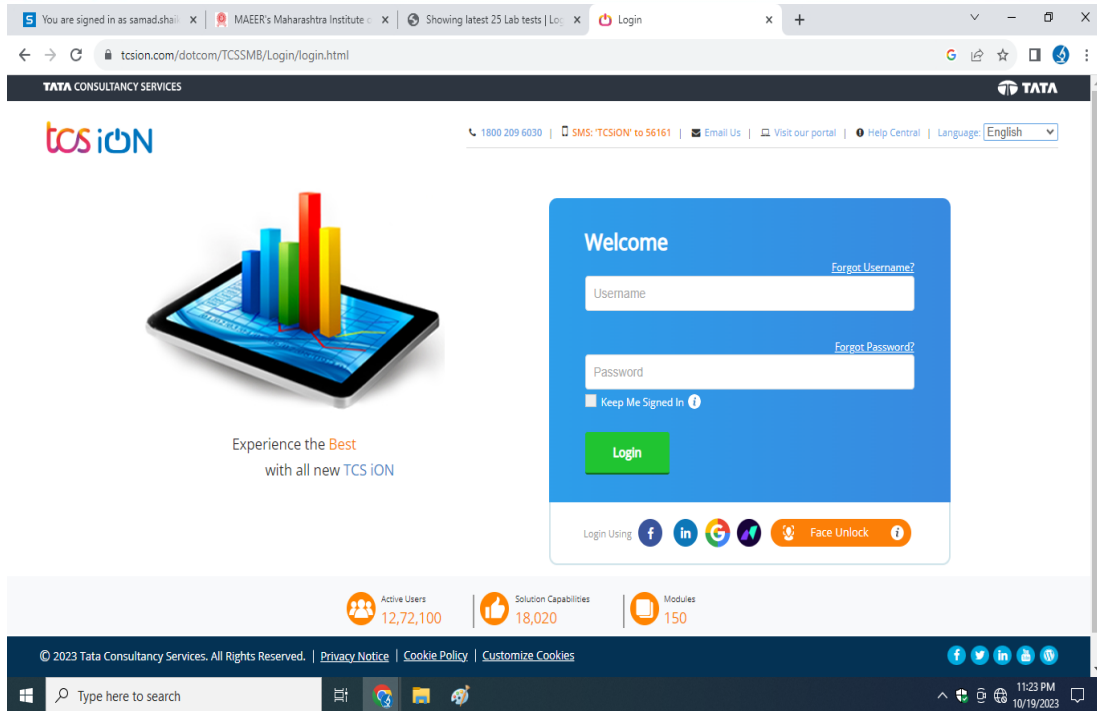 You are signed in as samad.shai
MAEER's Maharashtra Institute
Showing latest 25 Lab tests | Lo
Login
tcsion.com/dotcom/TCSSMB/Login/login.html
TATA CONSULTANCY SERVICES
TATA
tcs iON
1800 209 6030 | SMS: 'TCSiON' to 56161 | Email Us | Visit our portal | Help Central | Language: English
Welcome
Forgot Username?
Username
Forgot Password?
Password
Keep Me Signed In
Login
Experience the Best
with all new TCS iON
Login Using Face Unlock
Active Users
12,72,100
Solution Capabilities
18,020
Modules
150
© 2023 Tata Consultancy Services. All Rights Reserved. | Privacy Notice | Cookie Policy | Customize Cookies
Type here to search
11:23 PM
10/19/2023